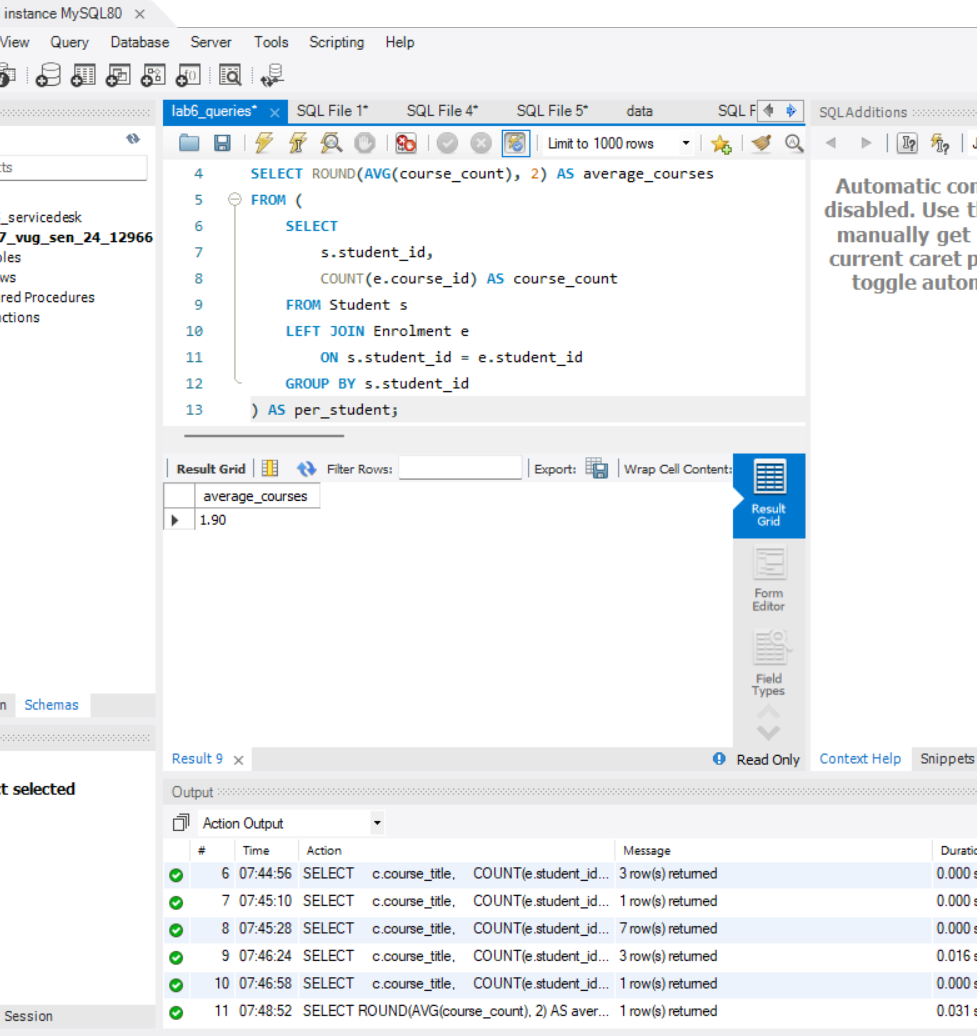 instance MySQL80 ×
View Query Database Server Tools Scripting Help
lab6_queries* × SQL File 1* SQL File 4* SQL File 5* data SQL F SQLAdditions
Limit to 1000 rows
4 SELECT ROUND(AVG(course_count), 2) AS average_courses
5 FROM (
6 SELECT
7 s.student_id,
8 COUNT(e.course_id) AS course_count
9 FROM Student s
10 LEFT JOIN Enrolment e
11 ON s.student_id = e.student_id
12 GROUP BY s.student_id
13 ) AS per_student;
ts
_servicedesk
7_vug_sen_24_12966
les
ws
red Procedures
ctions
Automatic con
disabled. Use th
manually get
current caret p
toggle autom
Result Grid Filter Rows: Export: Wrap Cell Content:
average_courses
1.90
Result
Grid
Form
Editor
Field
Types
n Schemas
Result 9 × Read Only Context Help Snippets
t selected
Output
Action Output
# Time Action Message Duratio
6 07:44:56 SELECT c.course_title, COUNT(e.student_id... 3 row(s) returned 0.000 s
7 07:45:10 SELECT c.course_title, COUNT(e.student_id... 1 row(s) returned 0.000 s
8 07:45:28 SELECT c.course_title, COUNT(e.student_id... 7 row(s) returned 0.000 s
9 07:46:24 SELECT c.course_title, COUNT(e.student_id... 3 row(s) returned 0.016 s
10 07:46:58 SELECT c.course_title, COUNT(e.student_id... 1 row(s) returned 0.000 s
11 07:48:52 SELECT ROUND(AVG(course_count), 2) AS aver... 1 row(s) returned 0.031 s
Session